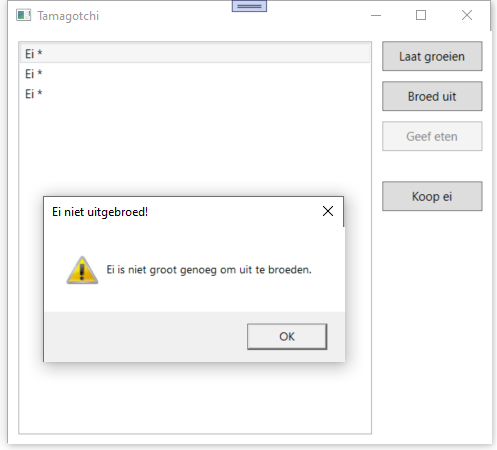 Tamagotchi
Ei *
Ei *
Ei *
Laat groeien
Broed uit
Geef eten
Koop ei
Ei niet uitgebroed!
Ei is niet groot genoeg om uit te broeden.
OK